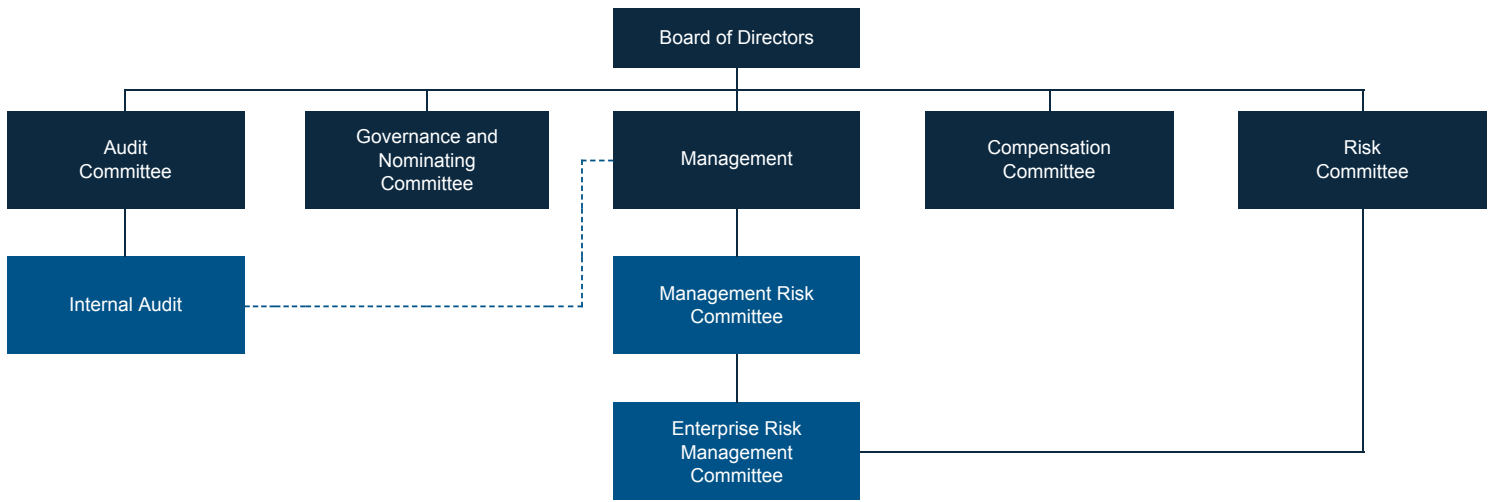 Board of Directors
Audit
Committee
Governance and
Nominating
Committee
Management
Compensation
Committee
Risk
Committee
Internal Audit
Management Risk
Committee
Enterprise Risk
Management
Committee